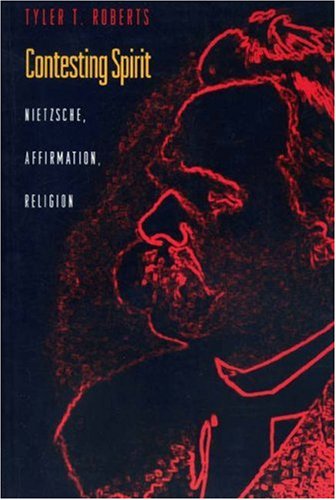 TYLER T. ROBERTS
Contesting Spirit
NIETZSCHE,
AFFIRMATION,
RELIGION